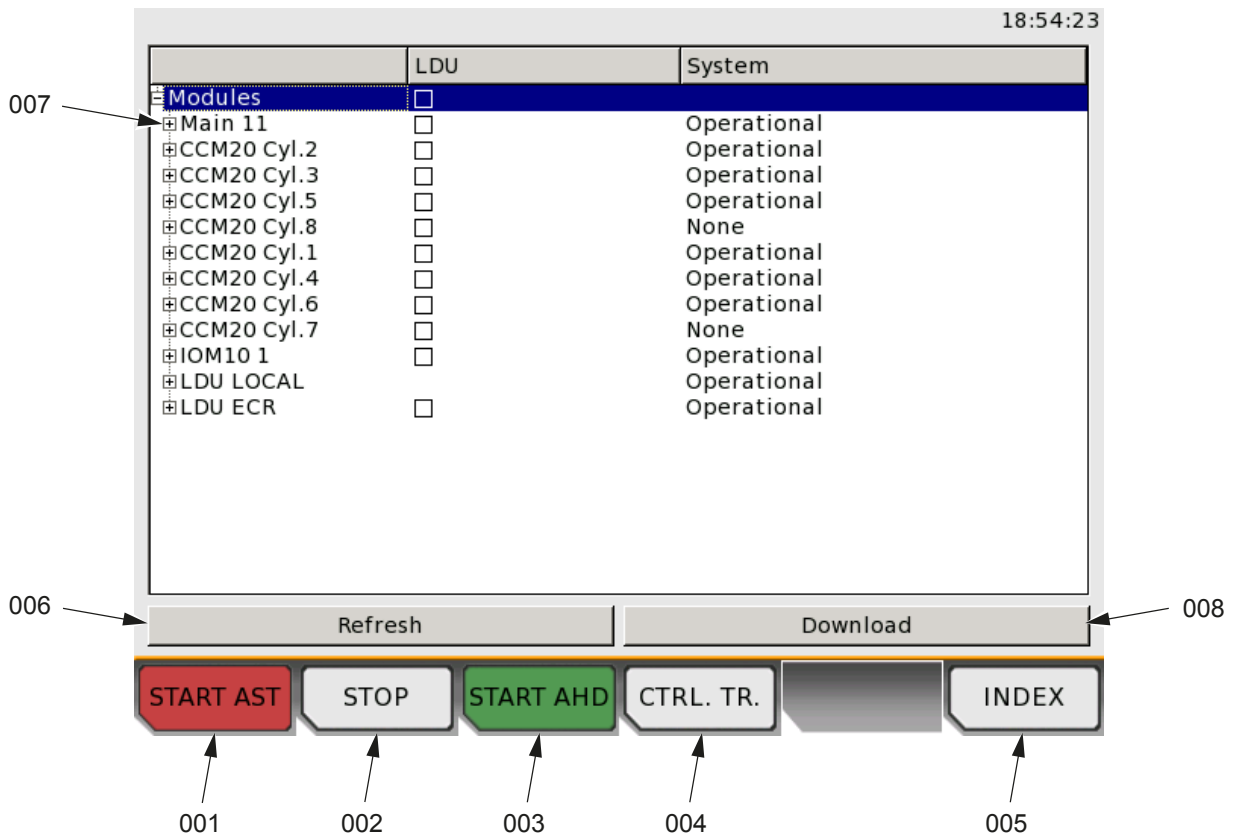 18:54:23
LDU System
Modules
007
Main 11 Operational
CCM20 Cyl.2 Operational
CCM20 Cyl.3 Operational
CCM20 Cyl.5 Operational
CCM20 Cyl.8 None
CCM20 Cyl.1 Operational
CCM20 Cyl.4 Operational
CCM20 Cyl.6 Operational
CCM20 Cyl.7 None
IOM10 1 Operational
LDU LOCAL Operational
LDU ECR Operational
006 Refresh Download 008
START AST STOP START AHD CTRL. TR. INDEX
001 002 003 004 005